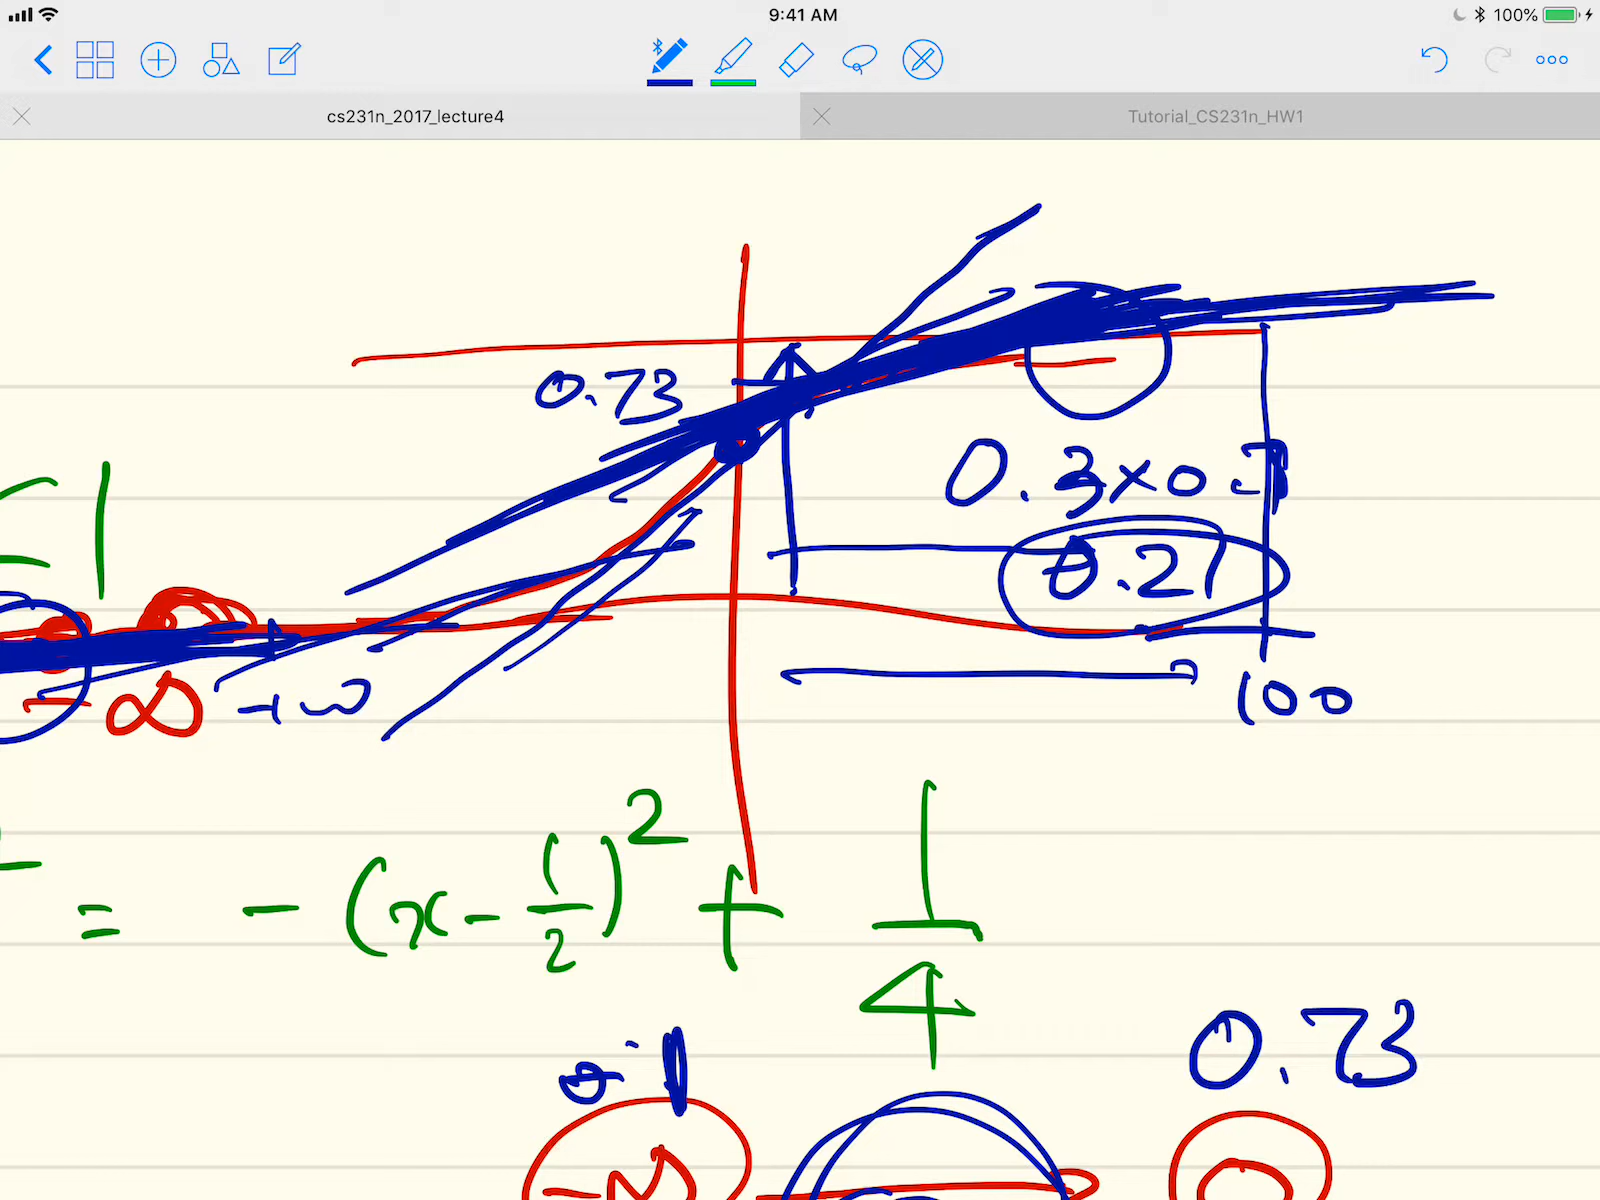 9:41 AM
100%
cs231n_2017_lecture4
Tutorial_CS231n_HW1
0.73
0.3×0.7
0.21
-∞
100
= -(x - 1/2)² + 1/4
0.73